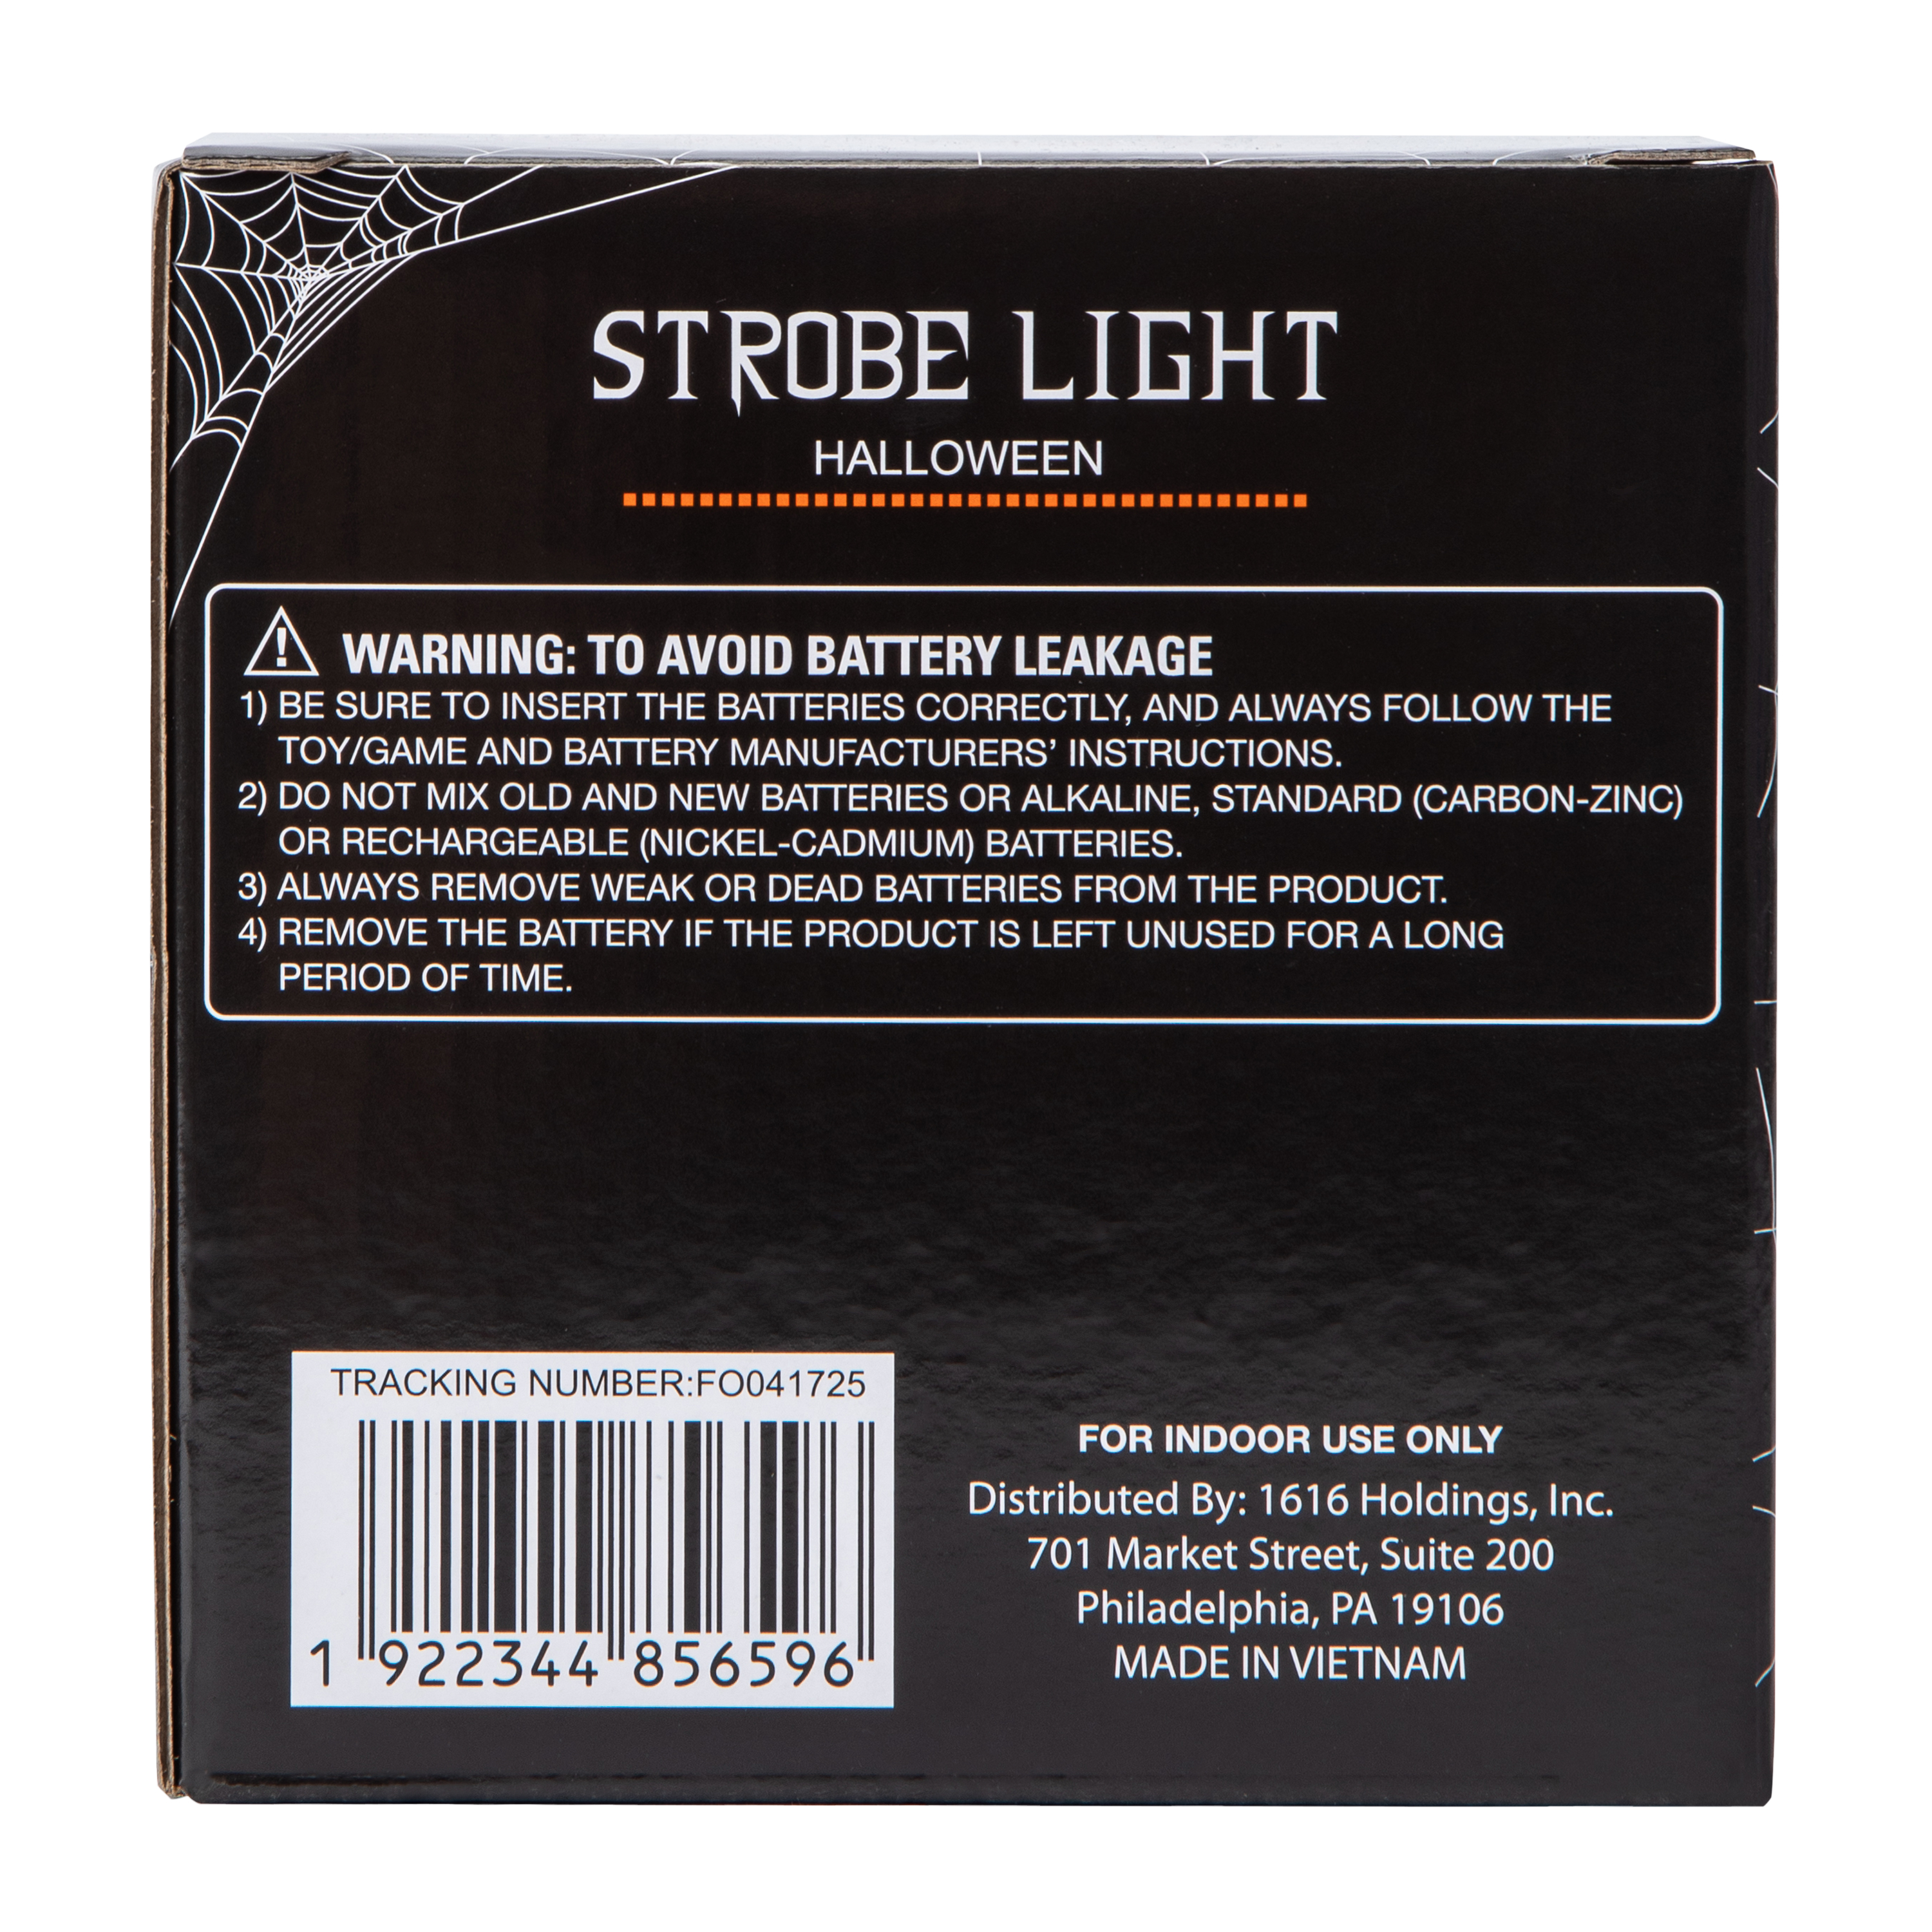 STROBE LIGHT
HALLOWEEN
WARNING: TO AVOID BATTERY LEAKAGE
1) BE SURE TO INSERT THE BATTERIES CORRECTLY, AND ALWAYS FOLLOW THE
TOY/GAME AND BATTERY MANUFACTURERS’ INSTRUCTIONS.
2) DO NOT MIX OLD AND NEW BATTERIES OR ALKALINE, STANDARD (CARBON-ZINC)
OR RECHARGEABLE (NICKEL-CADMIUM) BATTERIES.
3) ALWAYS REMOVE WEAK OR DEAD BATTERIES FROM THE PRODUCT.
4) REMOVE THE BATTERY IF THE PRODUCT IS LEFT UNUSED FOR A LONG
PERIOD OF TIME.
TRACKING NUMBER:FO041725
1 922344 856596
FOR INDOOR USE ONLY
Distributed By: 1616 Holdings, Inc.
701 Market Street, Suite 200
Philadelphia, PA 19106
MADE IN VIETNAM